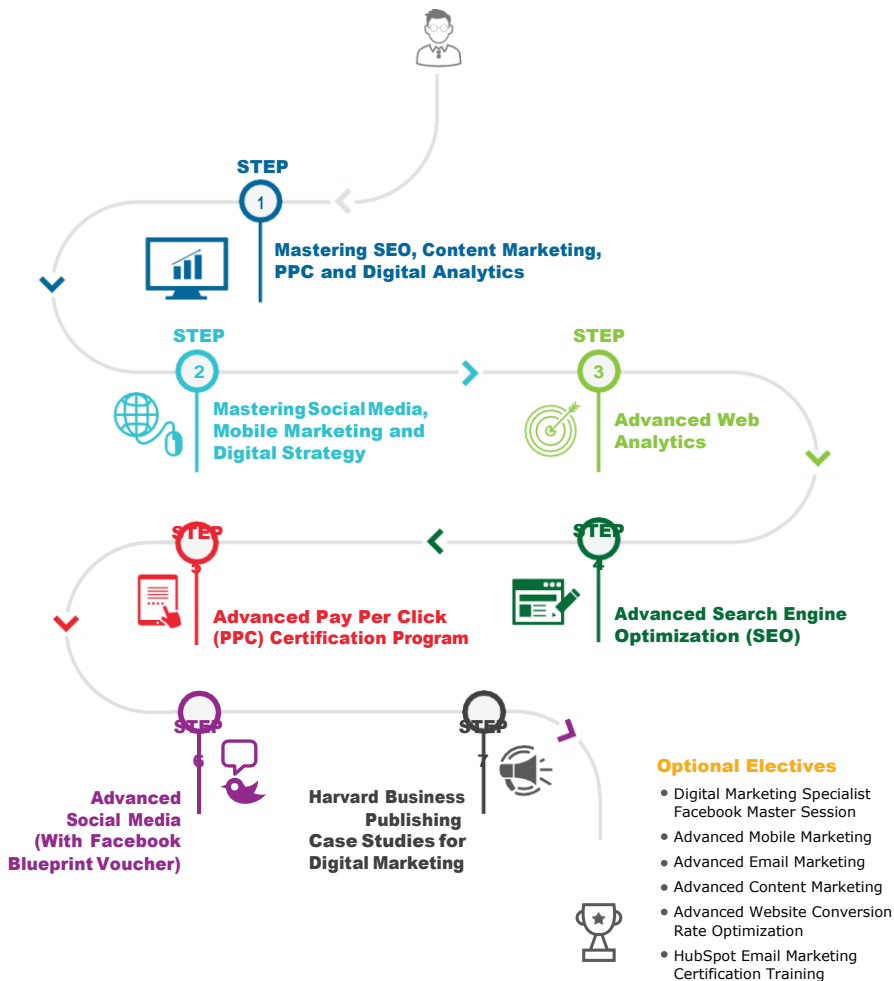 STEP
1
Mastering SEO, Content Marketing,
PPC and Digital Analytics
STEP
2
Mastering Social Media,
Mobile Marketing and
Digital Strategy
STEP
3
Advanced Web
Analytics
STEP
4
Advanced Search Engine
Optimization (SEO)
STEP
5
Advanced Pay Per Click
(PPC) Certification Program
STEP
6
Advanced
Social Media
(With Facebook
Blueprint Voucher)
STEP
7
Harvard Business
Publishing
Case Studies for
Digital Marketing
Optional Electives
• Digital Marketing Specialist
Facebook Master Session
• Advanced Mobile Marketing
• Advanced Email Marketing
• Advanced Content Marketing
• Advanced Website Conversion
Rate Optimization
• HubSpot Email Marketing
Certification Training